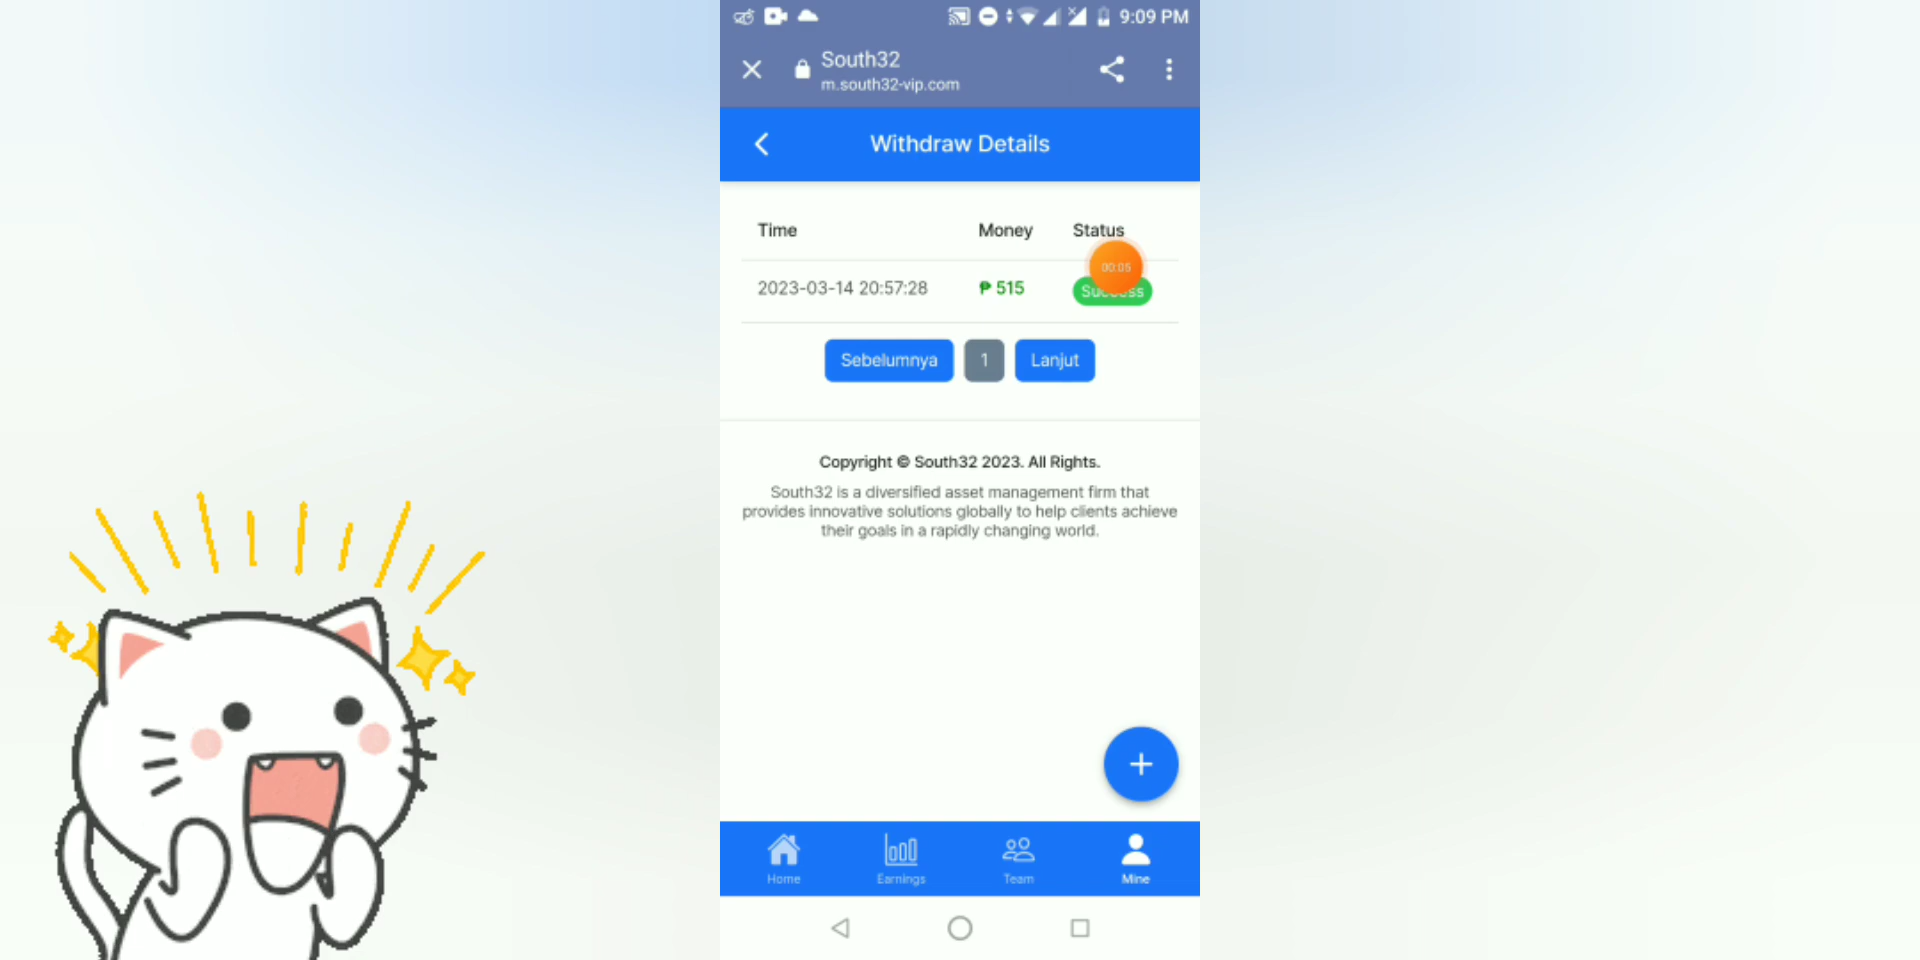 9:09 PM
South32
m.south32-vip.com
Withdraw Details
Time Money Status
00:05
2023-03-14 20:57:28 ₱ 515 Success
Sebelumnya 1 Lanjut
Copyright © South32 2023. All Rights.
South32 is a diversified asset management firm that
provides innovative solutions globally to help clients achieve
their goals in a rapidly changing world.
+
Home Earnings Team Mine